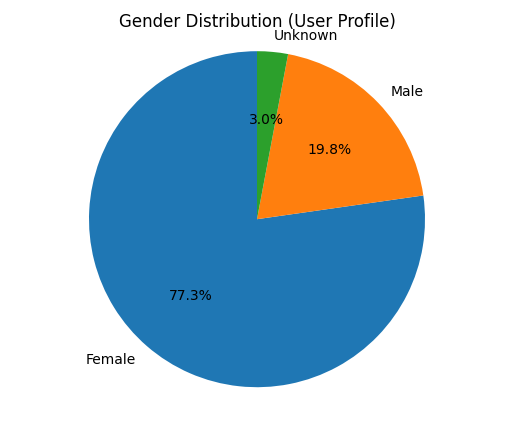 Gender Distribution (User Profile)
Unknown
Male
3.0%
19.8%
77.3%
Female